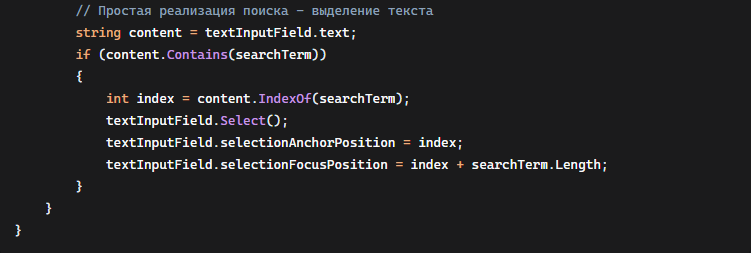 // Простая реализация поиска – выделение текста
string content = textInputField.text;
if (content.Contains(searchTerm))
{
int index = content.IndexOf(searchTerm);
textInputField.Select();
textInputField.selectionAnchorPosition = index;
textInputField.selectionFocusPosition = index + searchTerm.Length;
}
}
}